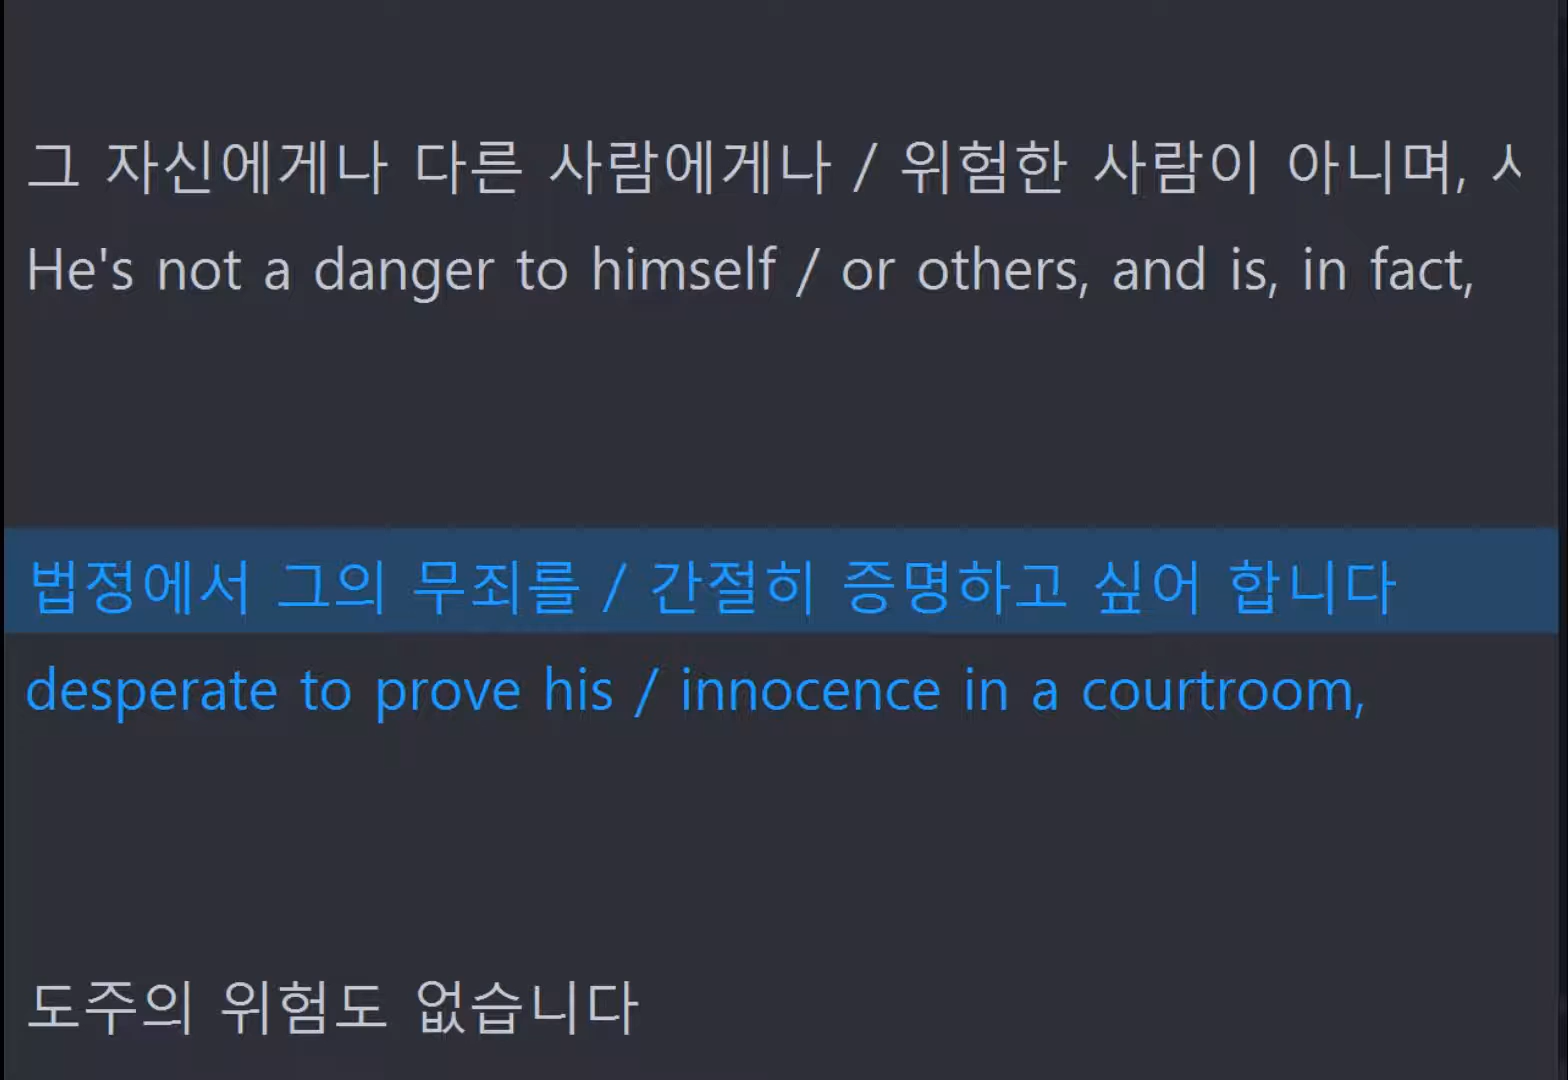 그 자신에게나 다른 사람에게나 / 위험한 사람이 아니며,
He's not a danger to himself / or others, and is, in fact,
법정에서 그의 무죄를 / 간절히 증명하고 싶어 합니다
desperate to prove his / innocence in a courtroom,
도주의 위험도 없습니다